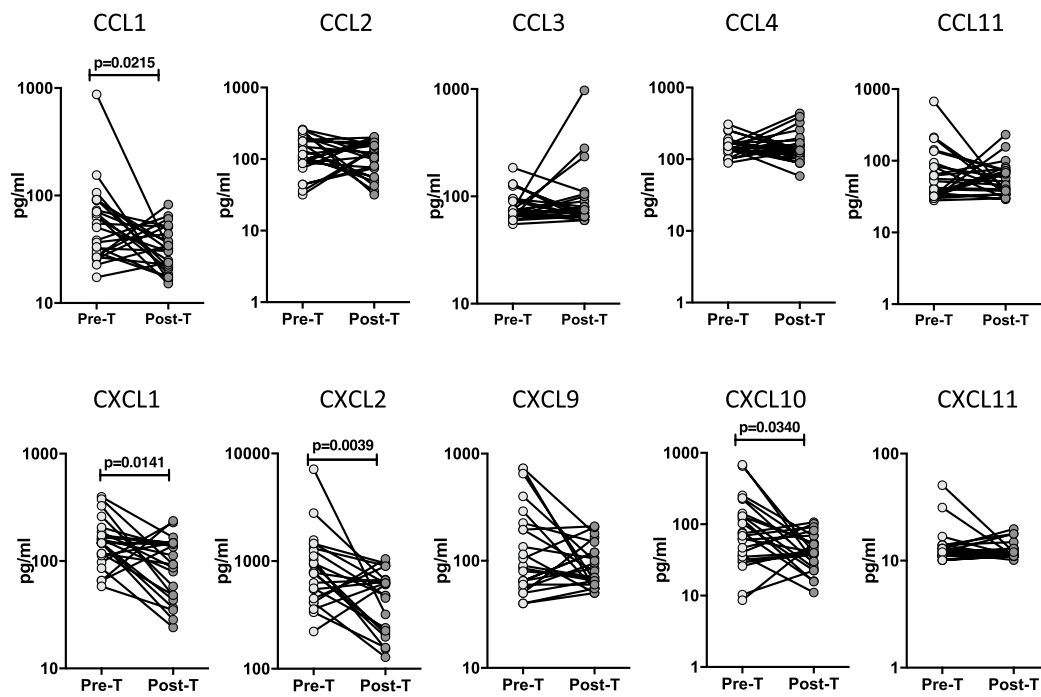 CCL1 CCL2 CCL3 CCL4 CCL11
p=0.0215
1000 1000 1000 1000 1000
100 100 100 100 100
10 10 10 10 10
1 1 1 1
pg/ml pg/ml pg/ml pg/ml pg/ml
Pre-T Post-T Pre-T Post-T Pre-T Post-T Pre-T Post-T Pre-T Post-T
CXCL1 CXCL2 CXCL9 CXCL10 CXCL11
p=0.0141 p=0.0039 p=0.0340
1000 10000 1000 1000 100
100 1000 100 100 10
10 100 10 10 1
1
pg/ml pg/ml pg/ml pg/ml pg/ml
Pre-T Post-T Pre-T Post-T Pre-T Post-T Pre-T Post-T Pre-T Post-T